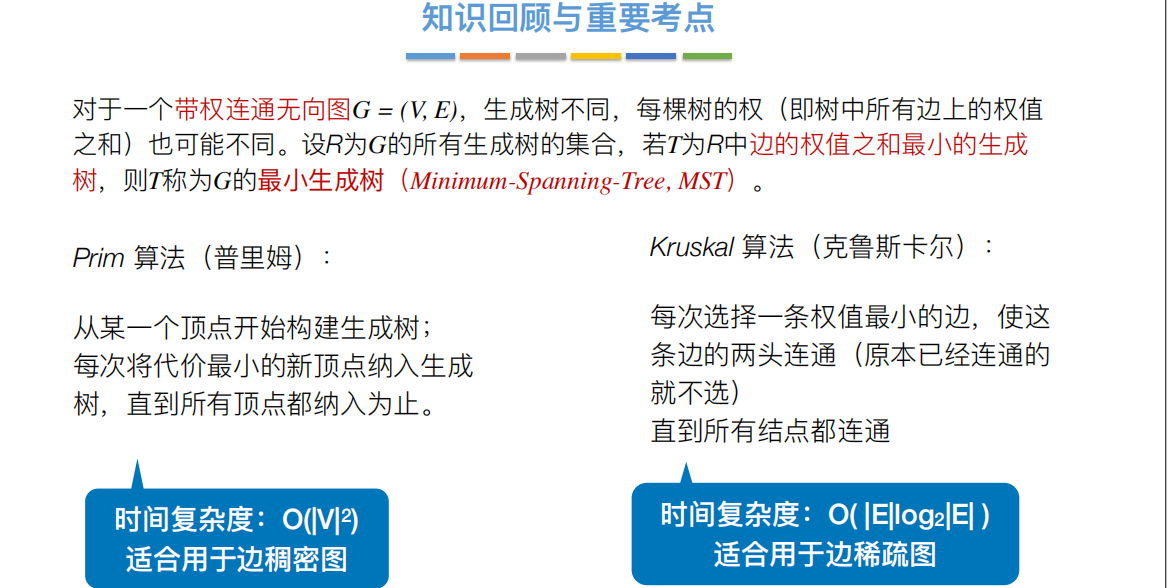 知识回顾与重要考点
对于一个带权连通无向图G = (V, E)，生成树不同，每棵树的权（即树中所有边上的权值
之和）也可能不同。设R为G的所有生成树的集合，若T为R中边的权值之和最小的生成
树，则T称为G的最小生成树（Minimum-Spanning-Tree, MST）。
Prim 算法（普里姆）：
从某一个顶点开始构建生成树；
每次将代价最小的新顶点纳入生成
树，直到所有顶点都纳入为止。
时间复杂度：O(|V|²)
适合用于边稠密图
Kruskal 算法（克鲁斯卡尔）：
每次选择一条权值最小的边，使这
条边的两头连通（原本已经连通的
就不选）
直到所有结点都连通
时间复杂度：O( |E|log₂|E| )
适合用于边稀疏图